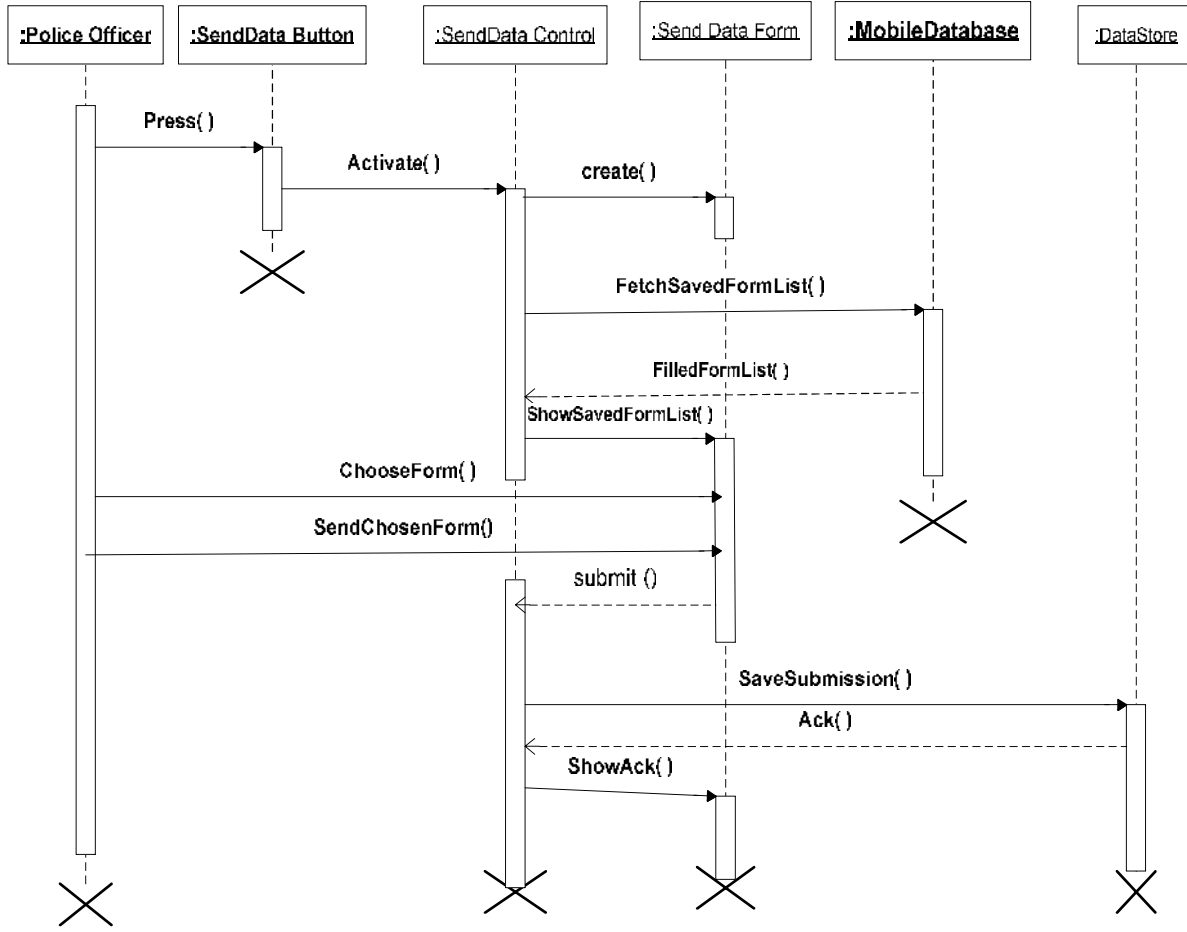 :Police Officer
:SendData Button
:SendData Control
:Send Data Form
:MobileDatabase
:DataStore
Press( )
Activate( )
create( )
FetchSavedFormList( )
FilledFormList( )
ShowSavedFormList( )
ChooseForm( )
SendChosenForm()
submit ()
SaveSubmission( )
Ack( )
ShowAck( )